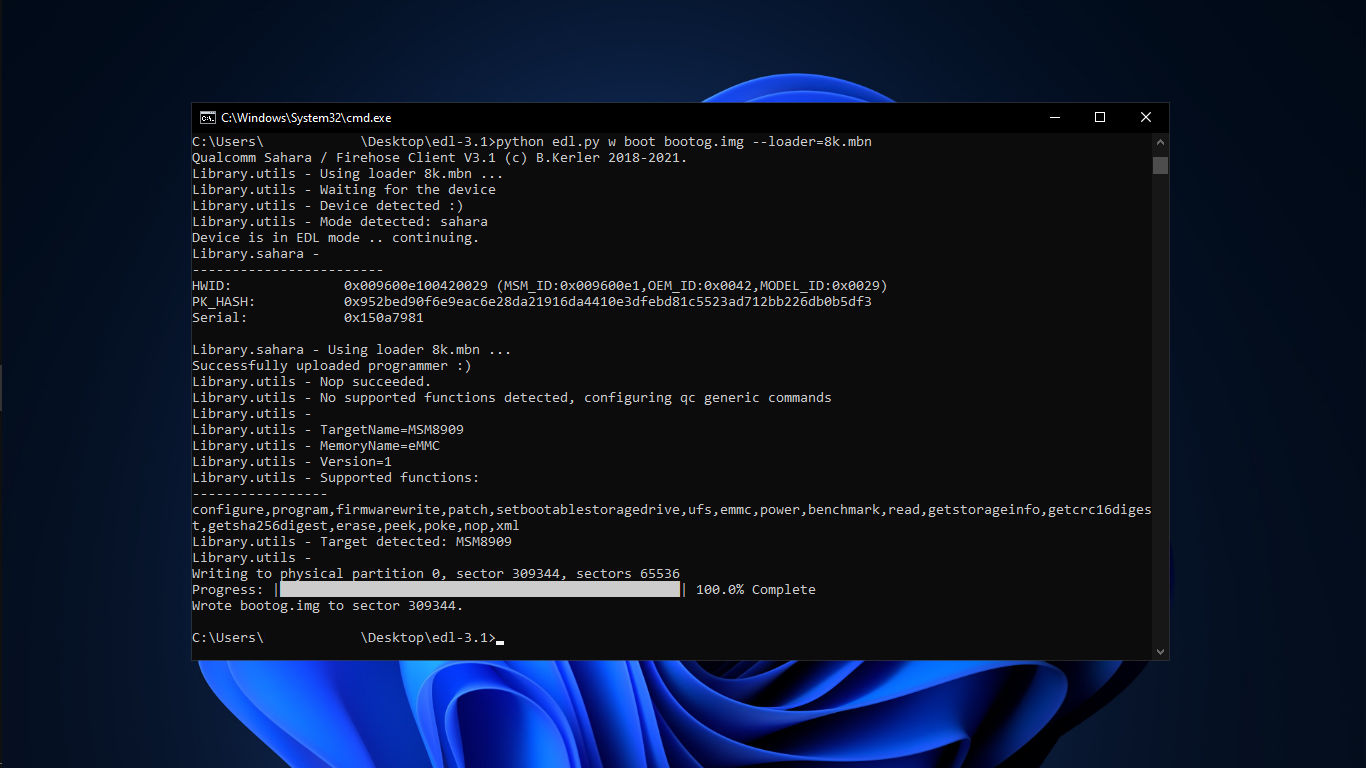 C:\Windows\System32\cmd.exe
C:\Users\ \Desktop\edl-3.1>python edl.py w boot bootog.img --loader=8k.mbn
Qualcomm Sahara / Firehose Client V3.1 (c) B.Kerler 2018-2021.
Library.utils - Using loader 8k.mbn ...
Library.utils - Waiting for the device
Library.utils - Device detected :)
Library.utils - Mode detected: sahara
Device is in EDL mode .. continuing.
Library.sahara -
------------------------
HWID: 0x009600e100420029 (MSM_ID:0x009600e1,OEM_ID:0x0042,MODEL_ID:0x0029)
PK_HASH: 0x952bed90f6e9eac6e28da21916da4410e3dfebd81c5523ad712bb226db0b5df3
Serial: 0x150a7981
Library.sahara - Using loader 8k.mbn ...
Successfully uploaded programmer :)
Library.utils - Nop succeeded.
Library.utils - No supported functions detected, configuring qc generic commands
Library.utils -
Library.utils - TargetName=MSM8909
Library.utils - MemoryName=eMMC
Library.utils - Version=1
Library.utils - Supported functions:
-----------------
configure,program,firmwarewrite,patch,setbootablestoragedrive,ufs,emmc,power,benchmark,read,getstorageinfo,getcrc16diges
t,getsha256digest,erase,peek,poke,nop,xml
Library.utils - Target detected: MSM8909
Library.utils -
Writing to physical partition 0, sector 309344, sectors 65536
Progress: |██████████████████████████████████████████████████| 100.0% Complete
Wrote bootog.img to sector 309344.
C:\Users\ \Desktop\edl-3.1>